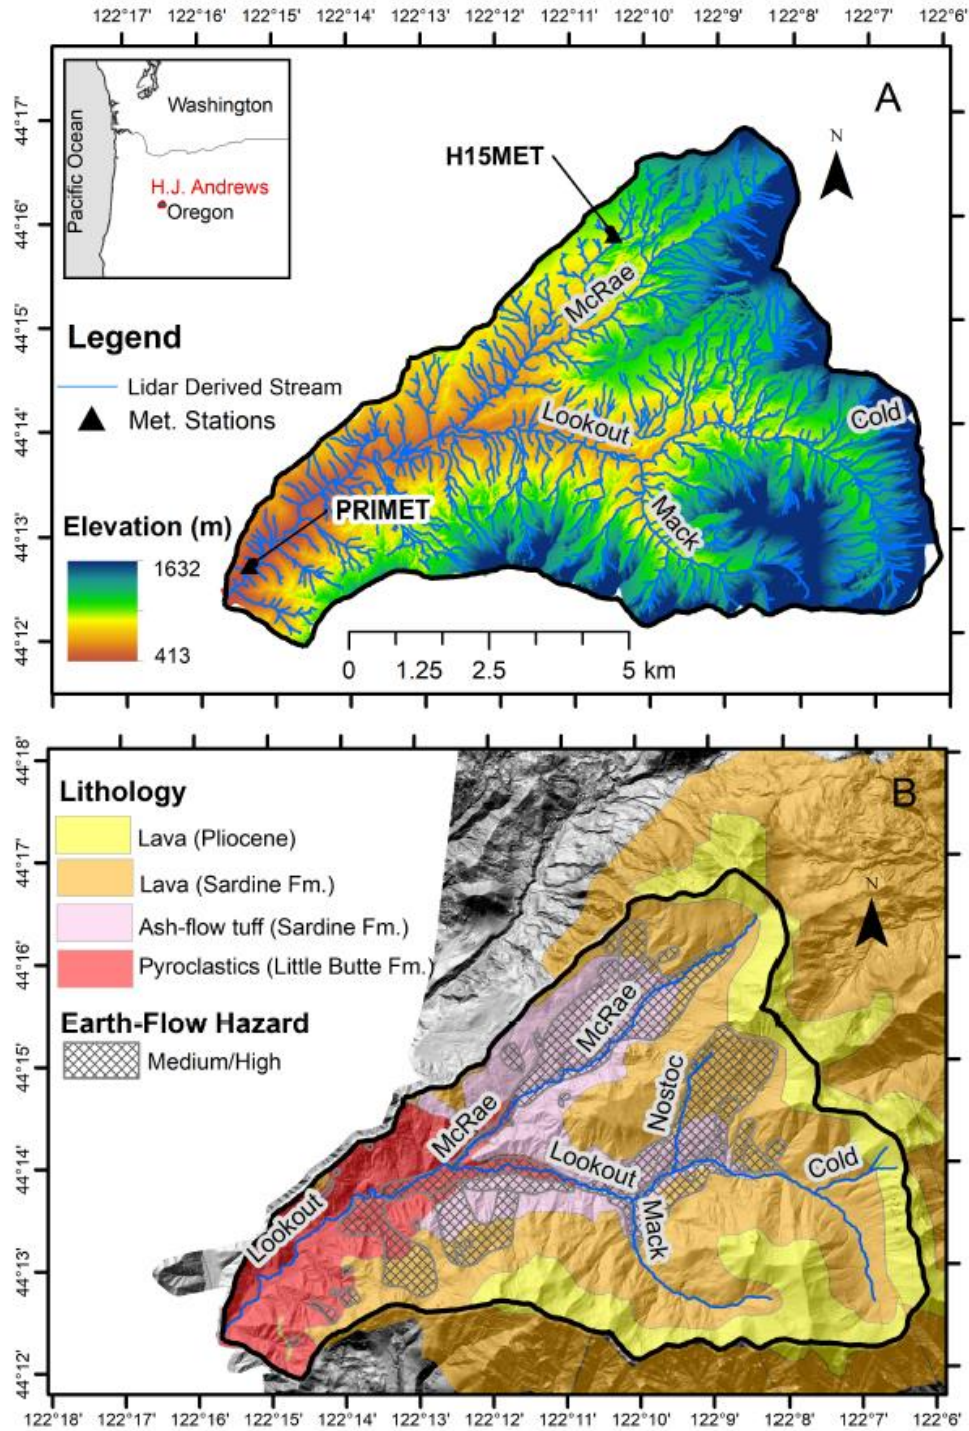 122°17' 122°16' 122°15' 122°14' 122°13' 122°12' 122°11' 122°10' 122°9' 122°8' 122°7' 122°6'
A
N
44°17'
44°16'
44°15'
44°14'
44°13'
44°12'
Pacific Ocean
Washington
H.J. Andrews
Oregon
H15MET
McRae
Lookout
Cold
Mack
PRIMET
Legend
Lidar Derived Stream
Met. Stations
Elevation (m)
1632
413
0 1.25 2.5 5 km
B
N
44°18'
44°17'
44°16'
44°15'
44°14'
44°13'
44°12'
Lithology
Lava (Pliocene)
Lava (Sardine Fm.)
Ash-flow tuff (Sardine Fm.)
Pyroclastics (Little Butte Fm.)
Earth-Flow Hazard
Medium/High
McRae
Nostoc
McRae
Lookout
Cold
Lookout
Mack
122°18' 122°17' 122°16' 122°15' 122°14' 122°13' 122°12' 122°11' 122°10' 122°9' 122°8' 122°7' 122°6'